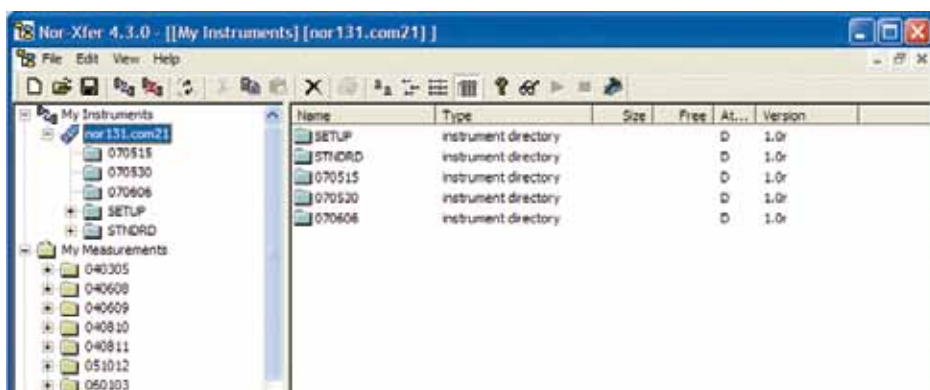 Nor-Xfer 4.3.0 - [[My Instruments] [nor131.com21] ]
File Edit View Help
My Instruments
nor131.com21
070515
070530
070606
SETUP
STNDRD
My Measurements
040305
040608
040609
040810
040811
051012
060103
Name Type Size Free At... Version
SETUP instrument directory D 1.0r
STNDRD instrument directory D 1.0r
070515 instrument directory D 1.0r
070530 instrument directory D 1.0r
070606 instrument directory D 1.0r